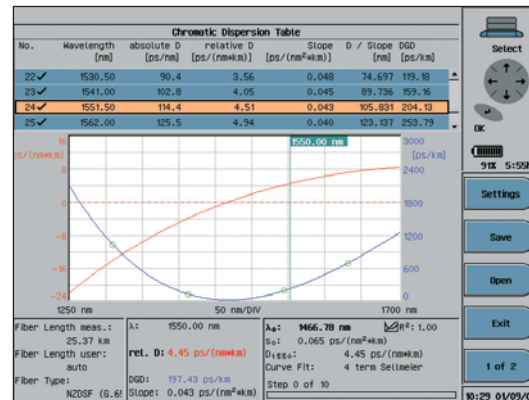 Chromatic Dispersion Table
No. Wavelength absolute D relative D Slope D / Slope DGD
[nm] [ps/nm] [ps/(nm*km)] [ps/(nm²*km)] [nm] [ps/km]
22✓ 1530.50 90.4 3.56 0.048 74.697 119.18
23✓ 1541.00 102.8 4.05 0.045 89.736 159.16
24✓ 1551.50 114.4 4.51 0.043 105.831 204.13
25✓ 1562.00 125.5 4.94 0.040 123.137 253.79
Select
OK
91% 5:55
Settings
Save
Open
Exit
1 of 2
10:29 01/09/0
16 1550.00 nm 3000
ps/(nm*km) [ps/km]
8 2400
0 1800
-8 1200
-16 600
-24 0
1250 nm 50 nm/DIV 1700 nm
Fiber Length meas.:
25.37 km
Fiber Length user:
auto
Fiber Type:
NZDSF (G.6
λ: 1550.00 nm
rel. D: 4.45 ps/(nm*km)
DGD: 197.43 ps/km
Slope: 0.043 ps/(nm²*km)
λ₀: 1466.78 nm R²: 1.00
S₀: 0.065 ps/(nm²*km)
D₁₅₅₀: 4.45 ps/(nm*km)
Curve Fit: 4 term Sellmeier
Step 0 of 10